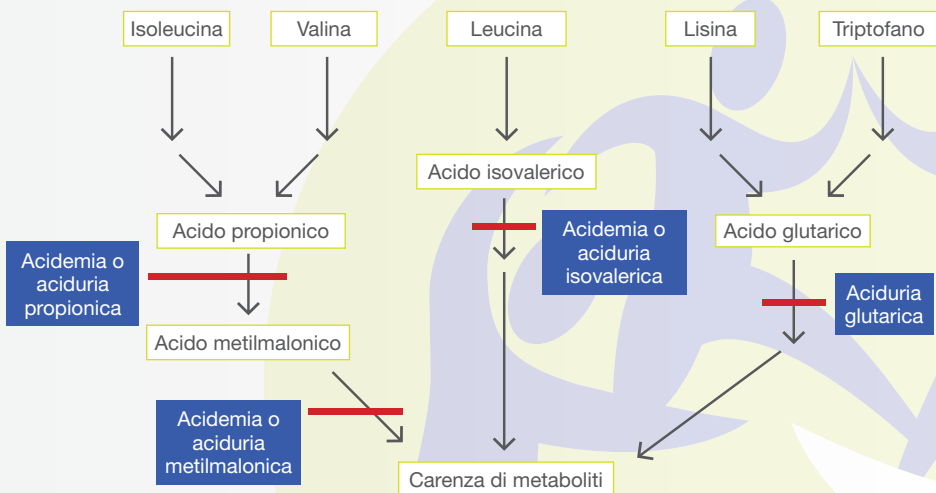 Isoleucina
Valina
Leucina
Lisina
Triptofano
Acido isovalerico
Acido propionico
Acidemia o
aciduria
isovalerica
Acido glutarico
Acidemia o
aciduria
propionica
Aciduria
glutarica
Acido metilmalonico
Acidemia o
aciduria
metilmalonica
Carenza di metaboliti